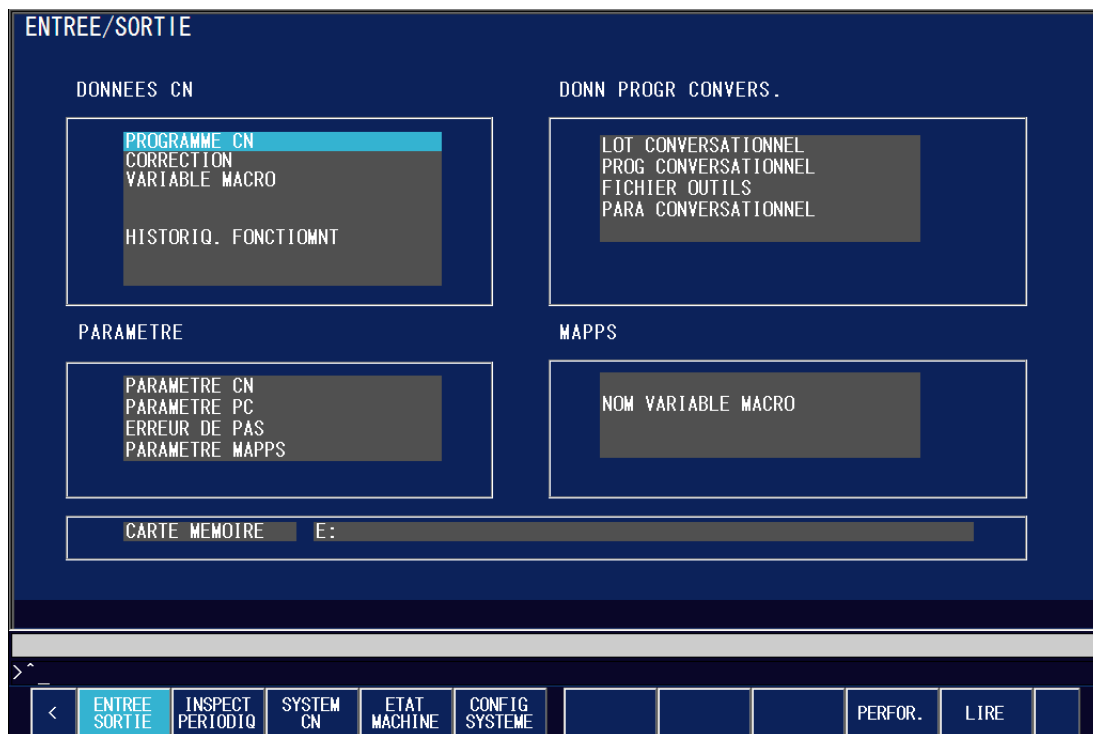 ENTREE/SORTIE
DONNEES CN
PROGRAMME CN
CORRECTION
VARIABLE MACRO
HISTORIQ. FONCTIOMNT
DONN PROGR CONVERS.
LOT CONVERSATIONNEL
PROG CONVERSATIONNEL
FICHIER OUTILS
PARA CONVERSATIONNEL
PARAMETRE
PARAMETRE CN
PARAMETRE PC
ERREUR DE PAS
PARAMETRE MAPPS
MAPPS
NOM VARIABLE MACRO
CARTE MEMOIRE E:
>^_
<
ENTREE
SORTIE
INSPECT
PERIODIQ
SYSTEM
CN
ETAT
MACHINE
CONFIG
SYSTEME
PERFOR.
LIRE